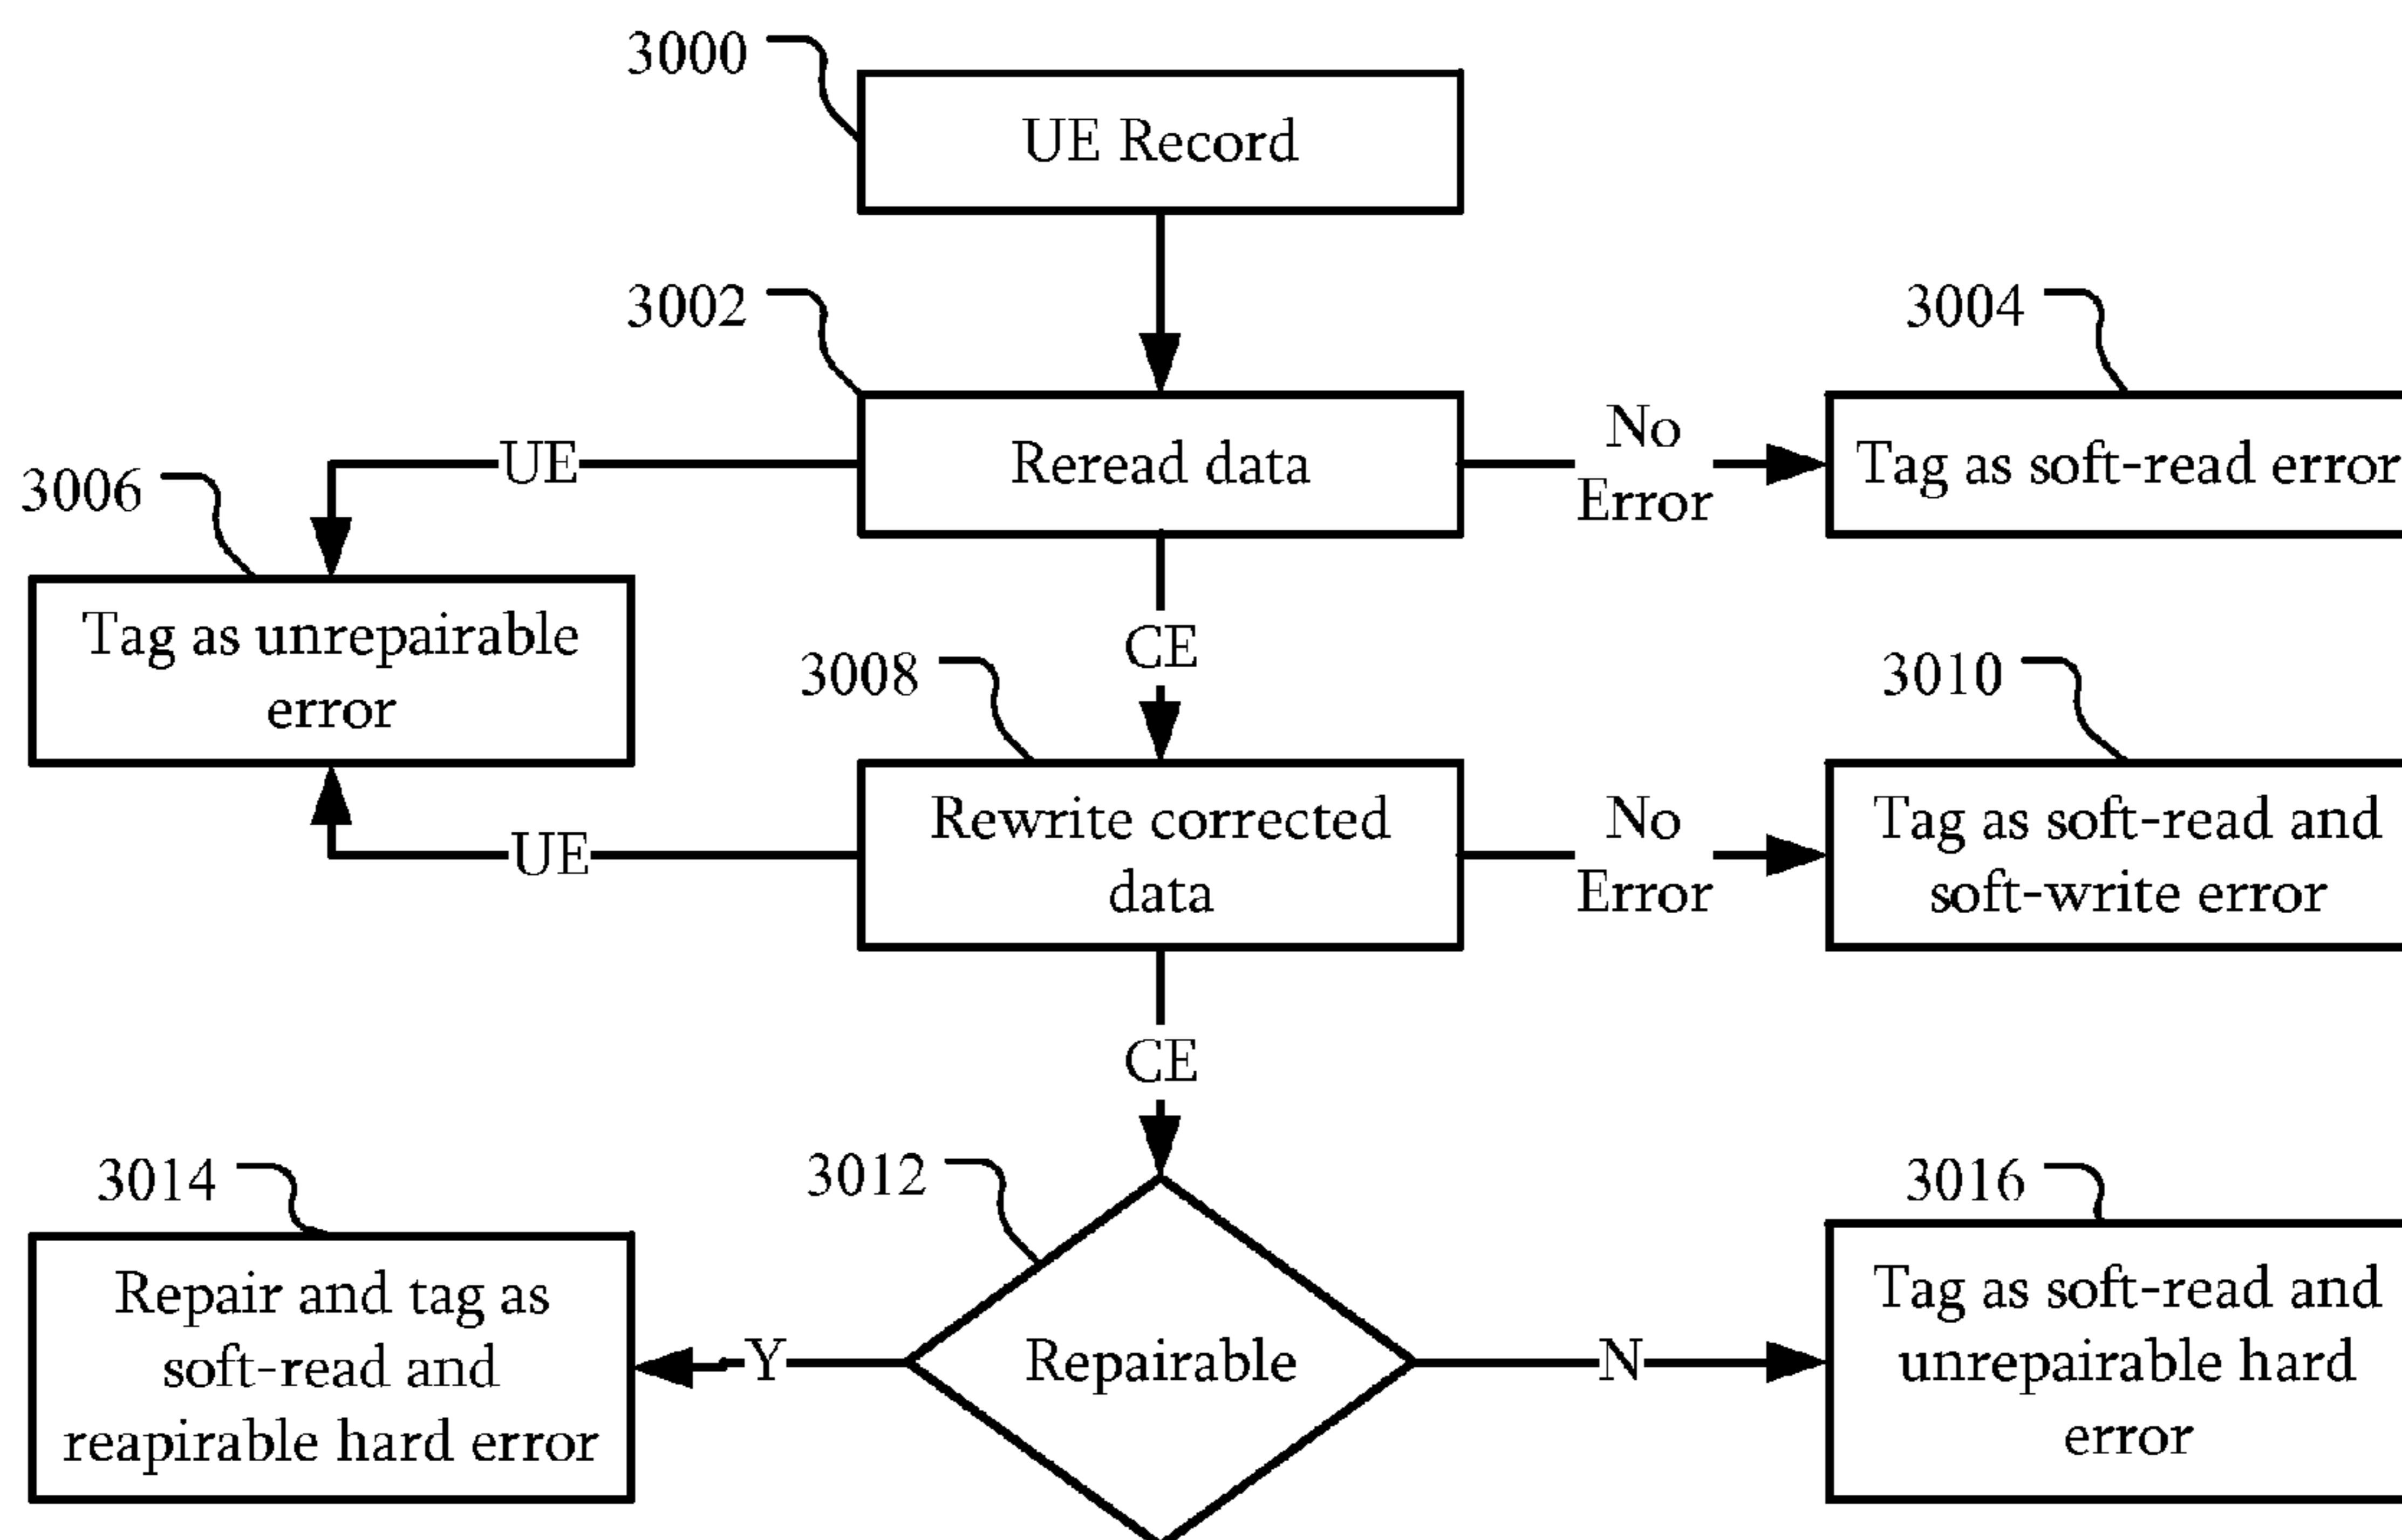 3000
UE Record
3002
3004
Reread data
No
Error
Tag as soft-read error
UE
3006
Tag as unrepairable
error
CE
3008
3010
Rewrite corrected
data
No
Error
Tag as soft-read and
soft-write error
UE
CE
3014
3012
3016
Repair and tag as
soft-read and
reapirable hard error
Y
Repairable
N
Tag as soft-read and
unrepairable hard
error